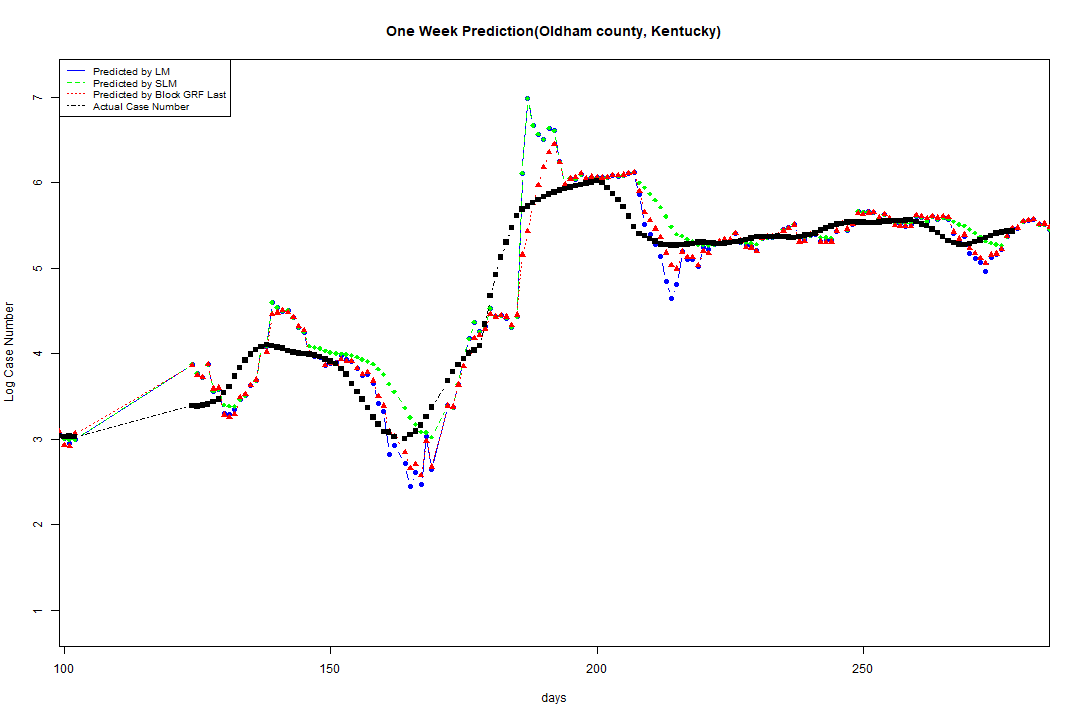 One Week Prediction(Oldham county, Kentucky)
Predicted by LM
Predicted by SLM
Predicted by Block GRF Last
Actual Case Number
7
6
5
4
3
2
1
Log Case Number
100
150
200
250
days